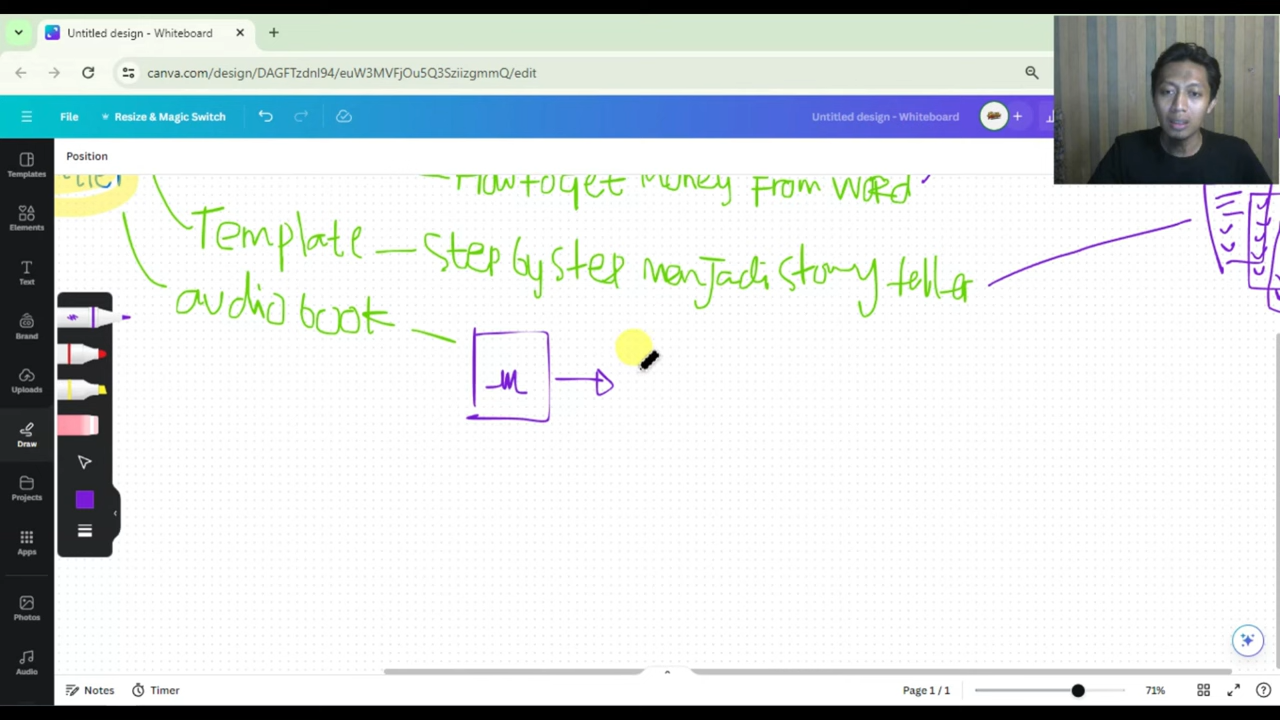 Untitled design - Whiteboard
canva.com/design/DAGFTzdnl94/euW3MVFjOu5Q3SziizgmmQ/edit
File
Resize & Magic Switch
Untitled design - Whiteboard
Position
Templates
Elements
Text
Brand
Uploads
Draw
Projects
Apps
Photos
Audio
How to get Money From Word
Template — Step by Step menjadi Story teller
audio book
Notes
Timer
Page 1 / 1
71%